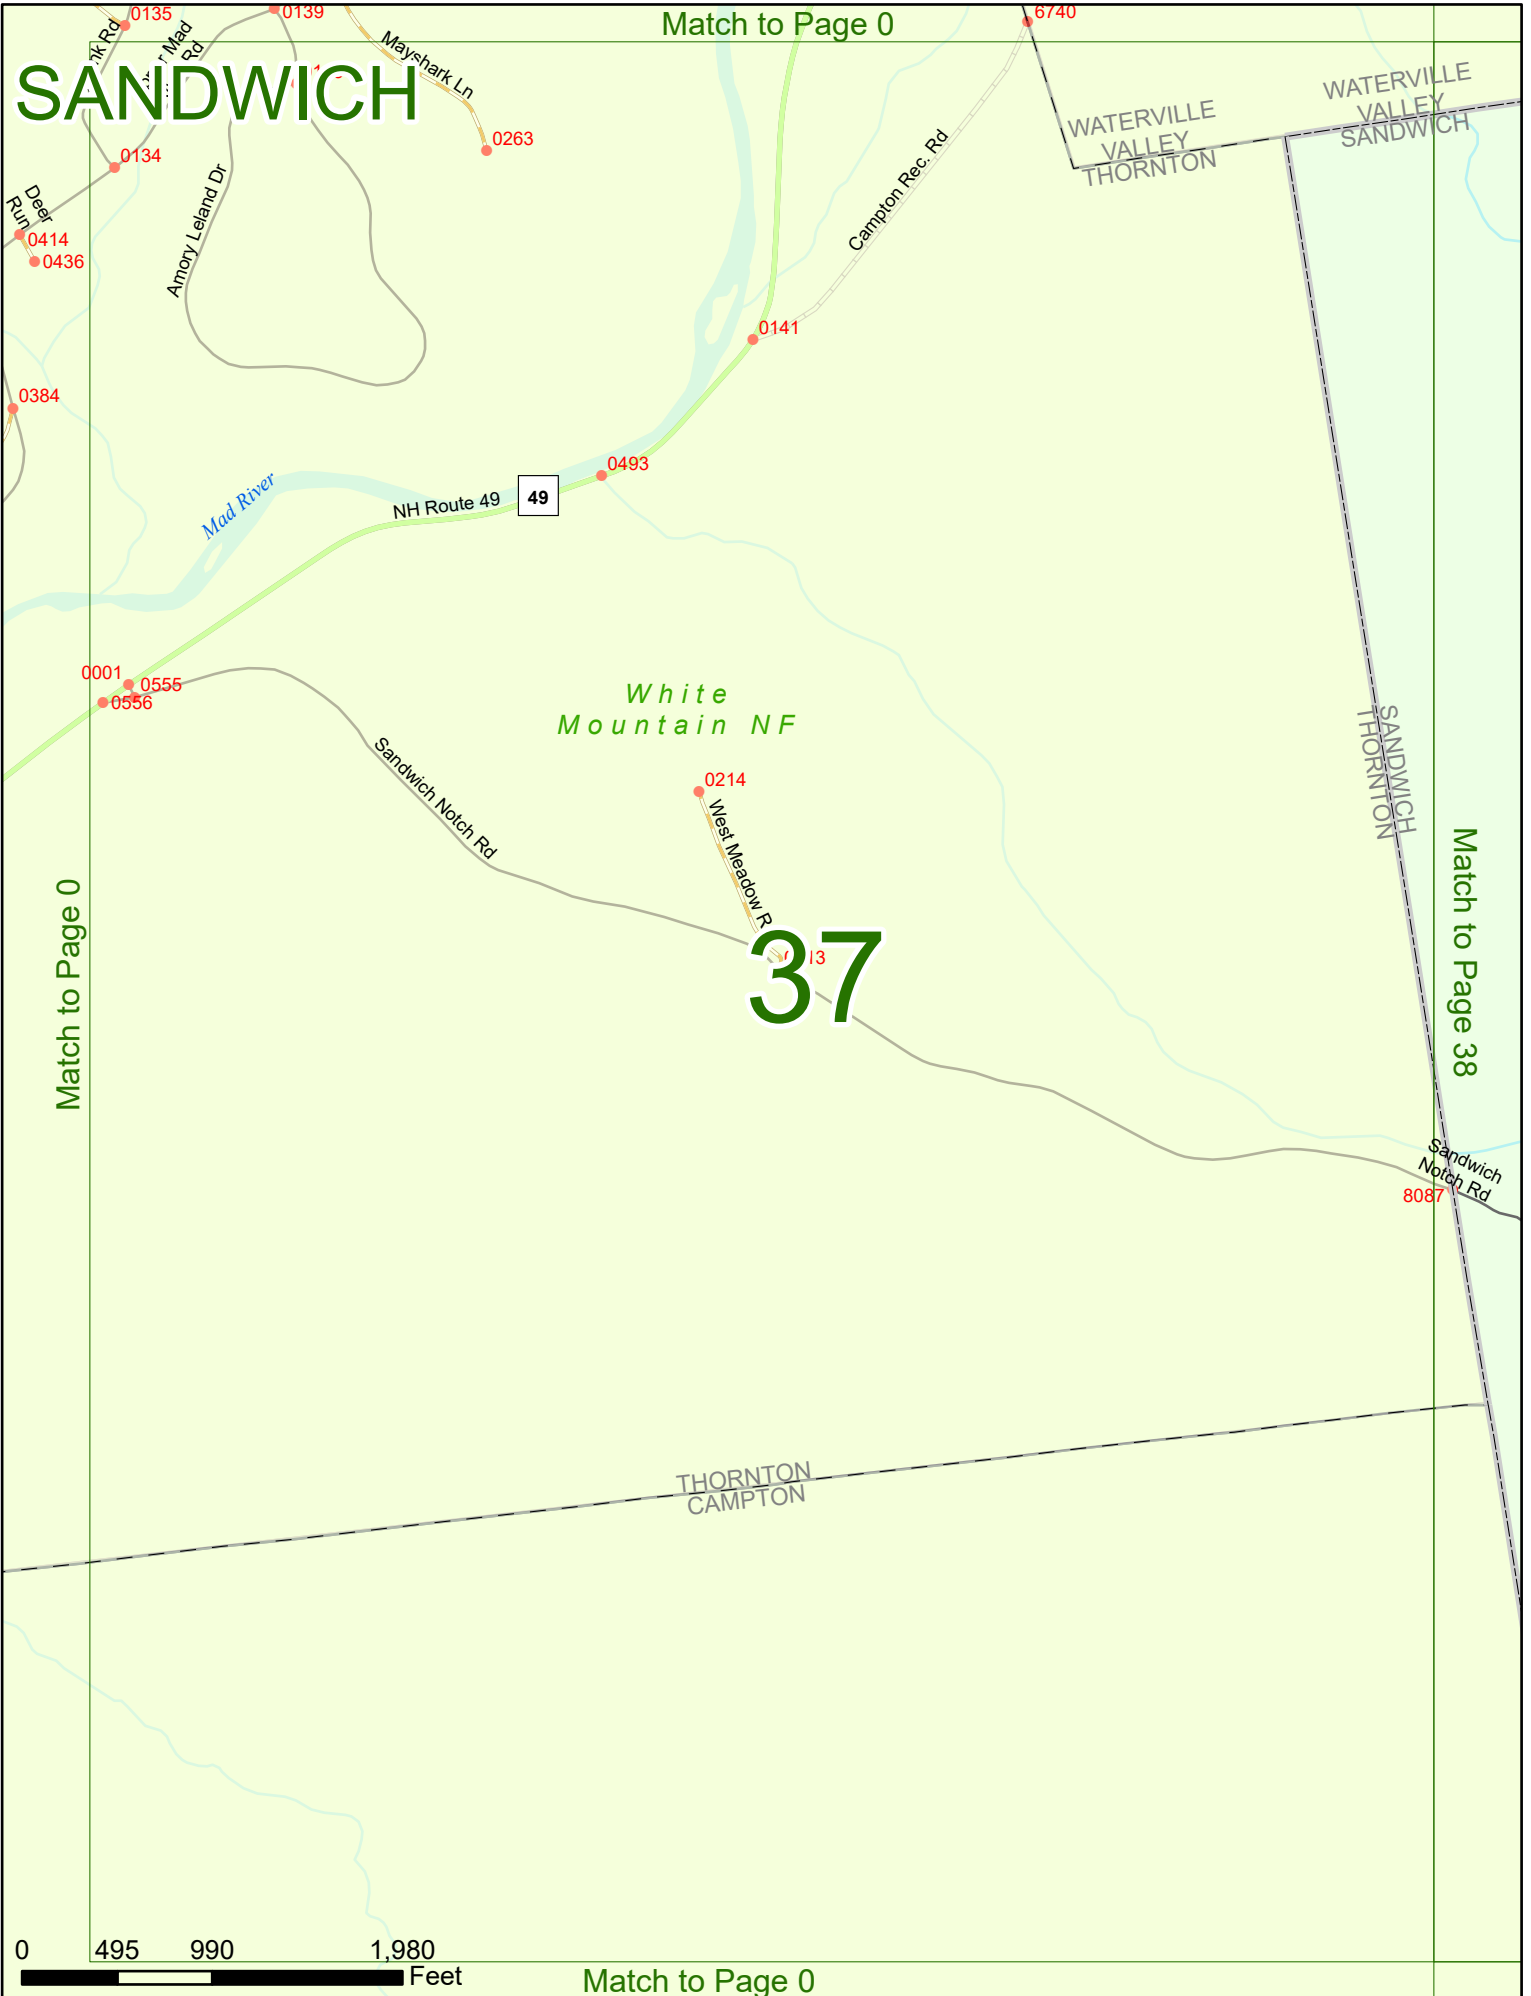 Match to Page 0
SANDWICH
0135
0139
6740
Mad
Rd
Rd
Mayshark Ln
0263
0134
Deer
Run
0414
0436
Amory Leland Dr
Campton Rec. Rd
WATERVILLE
VALLEY
THORNTON
WATERVILLE
VALLEY
SANDWICH
0141
0384
0493
Mad River
NH Route 49
49
0001
0555
0556
White
Mountain NF
Sandwich Notch Rd
0214
West Meadow R
37
13
SANDWICH
THORNTON
Match to Page 0
Match to Page 38
Sandwich
Notch Rd
8087
THORNTON
CAMPTON
0 495 990 1,980
Feet
Match to Page 0